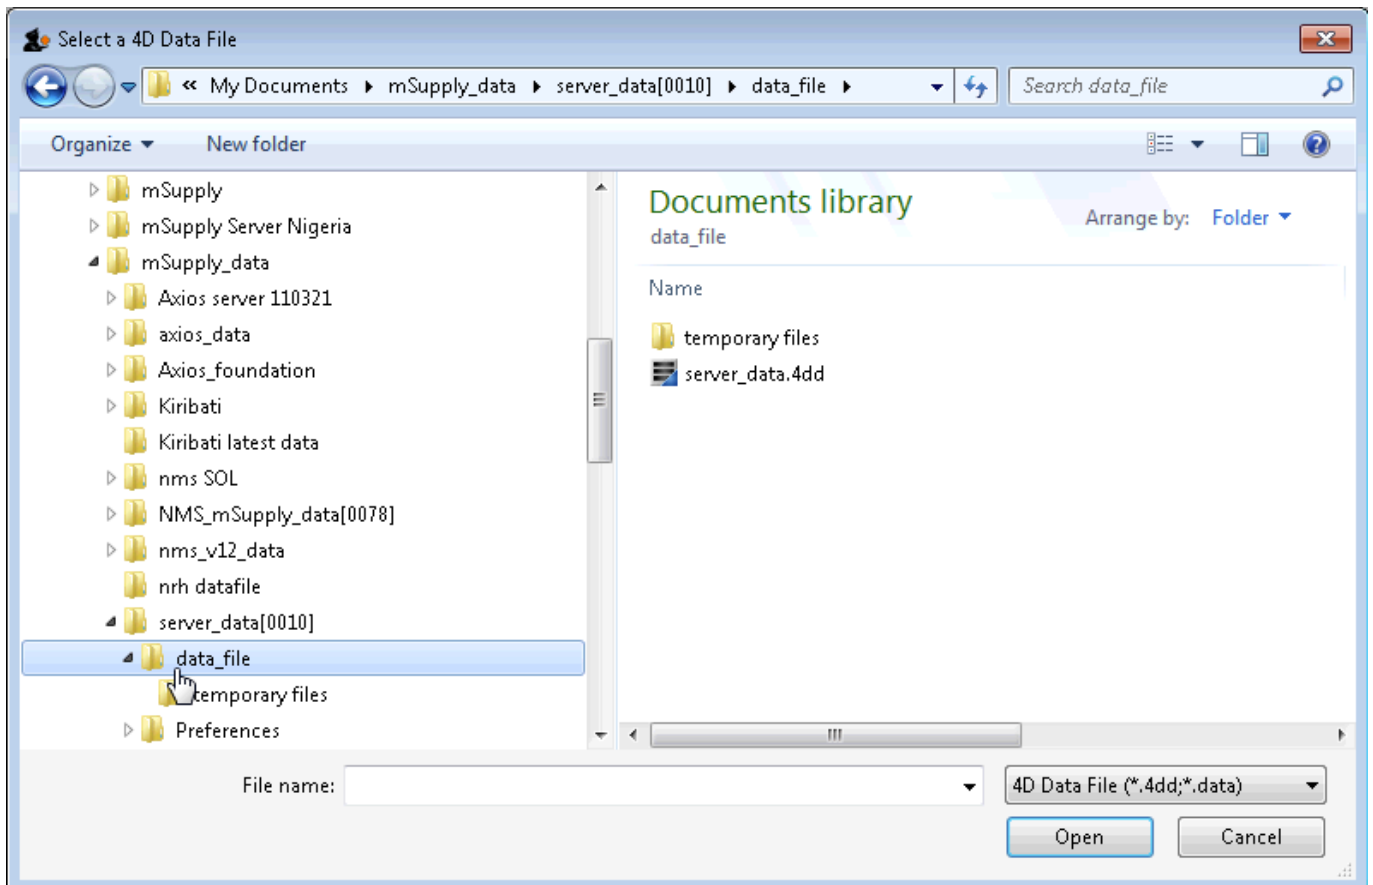 Select a 4D Data File
« My Documents ▸ mSupply_data ▸ server_data[0010] ▸ data_file ▸
Search data_file
Organize
New folder
mSupply
mSupply Server Nigeria
mSupply_data
Axios server 110321
axios_data
Axios_foundation
Kiribati
Kiribati latest data
nms SOL
NMS_mSupply_data[0078]
nms_v12_data
nrh datafile
server_data[0010]
data_file
temporary files
Preferences
Documents library
data_file
Arrange by: Folder
Name
temporary files
server_data.4dd
File name:
4D Data File (*.4dd;*.data)
Open
Cancel